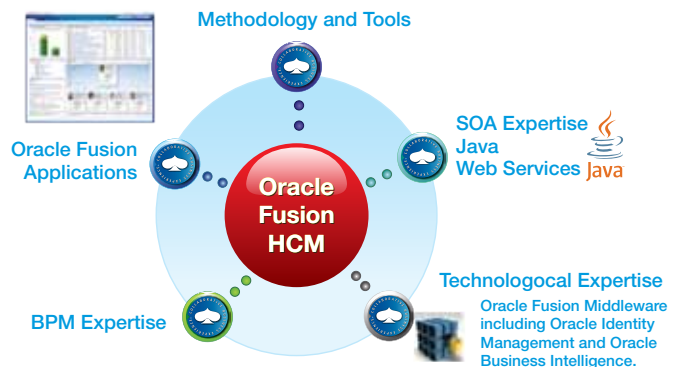 Methodology and Tools
SOA Expertise
Java
Web Services
Java
Oracle Fusion
Applications
Oracle
Fusion
HCM
Technologocal Expertise
Oracle Fusion Middleware
including Oracle Identity
Management and Oracle
Business Intelligence.
BPM Expertise